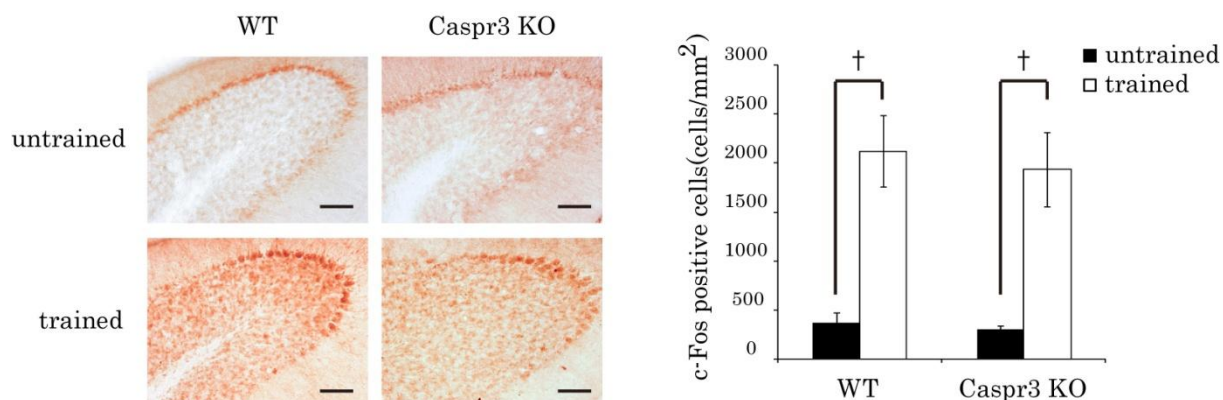 WT
Caspr3 KO
untrained
trained
c-Fos positive cells(cells/mm²)
3000
2500
2000
1500
1000
500
0
†
†
untrained
trained
WT
Caspr3 KO